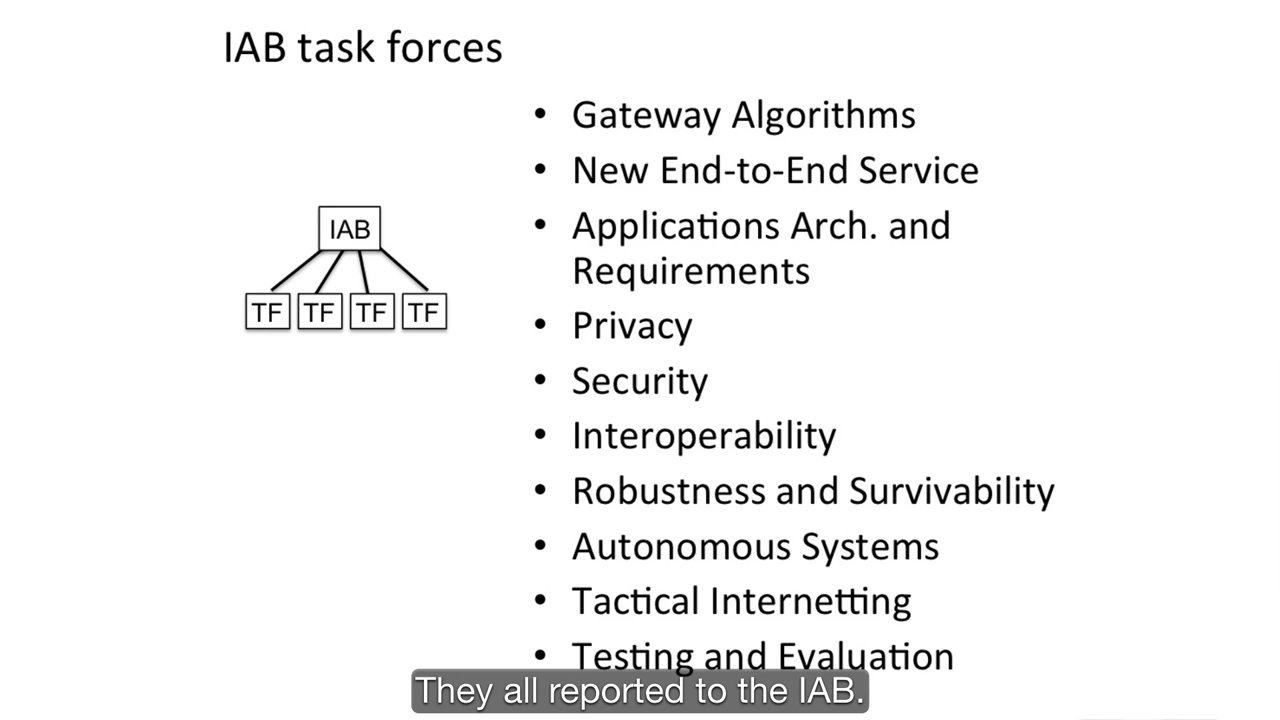 IAB task forces
• Gateway Algorithms
• New End-to-End Service
• Applications Arch. and
Requirements
IAB
TF TF TF TF
• Privacy
• Security
• Interoperability
• Robustness and Survivability
• Autonomous Systems
• Tactical Internetting
• Testing and Evaluation
They all reported to the IAB.